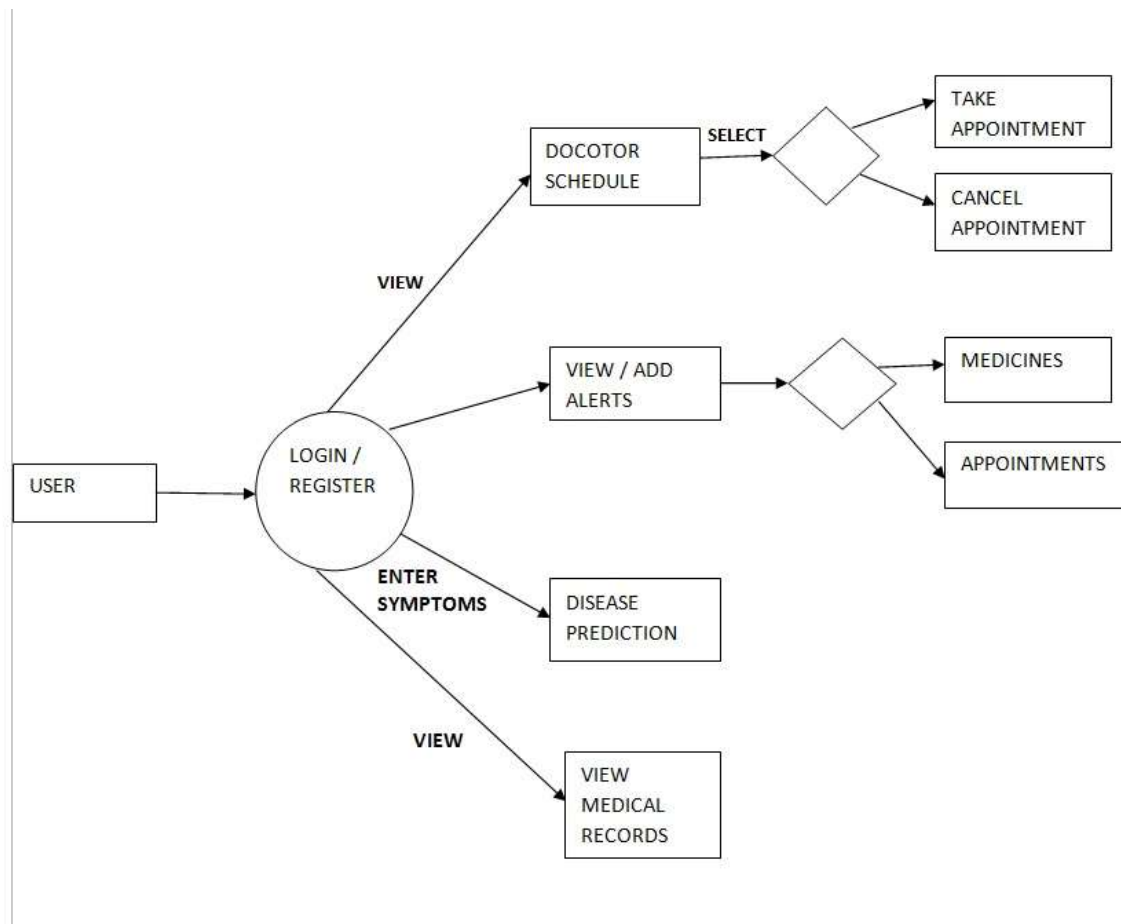 TAKE
APPOINTMENT
SELECT
DOCOTOR
SCHEDULE
CANCEL
APPOINTMENT
VIEW
VIEW / ADD
ALERTS
MEDICINES
LOGIN /
REGISTER
USER
APPOINTMENTS
ENTER
SYMPTOMS
DISEASE
PREDICTION
VIEW
VIEW
MEDICAL
RECORDS